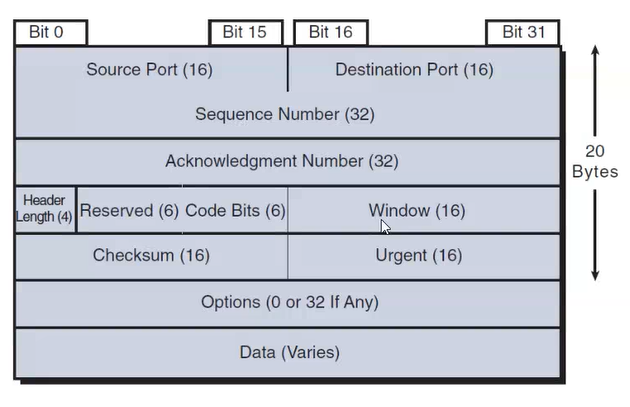 Bit 0 Bit 15 Bit 16 Bit 31
Source Port (16) Destination Port (16)
Sequence Number (32)
Acknowledgment Number (32)
20
Bytes
Header
Length (4) Reserved (6) Code Bits (6) Window (16)
Checksum (16) Urgent (16)
Options (0 or 32 If Any)
Data (Varies)